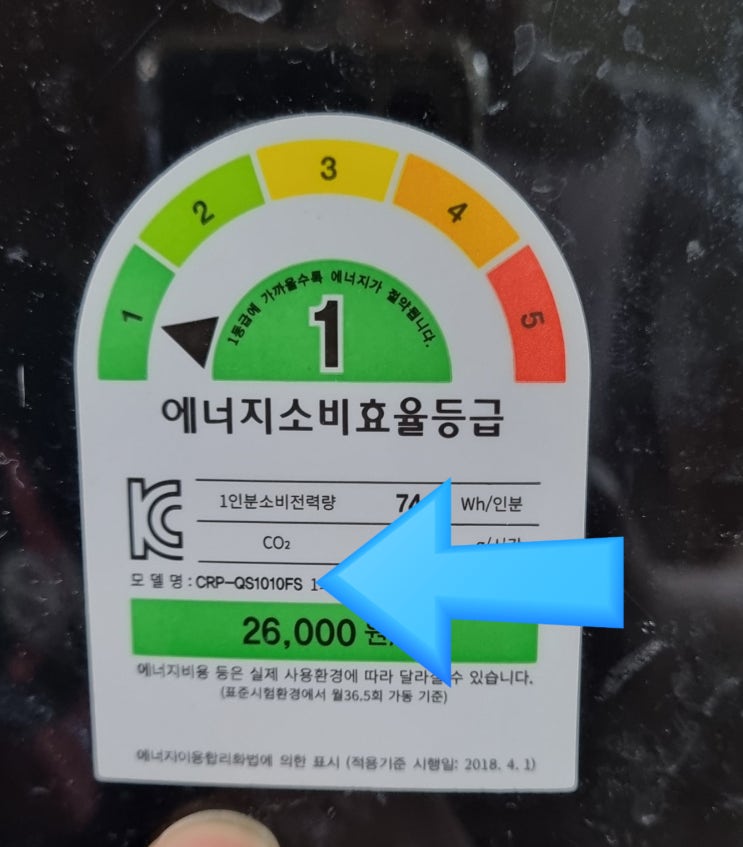 1 2 3 4 5
1등급에 가까울수록 에너지가 절약됩니다.
1
에너지소비효율등급
1인분소비전력량 74 Wh/인분
CO₂ g/시간
모델명 : CRP-QS1010FS
26,000 원/
에너지비용 등은 실제 사용환경에 따라 달라질 수 있습니다.
(표준시험환경에서 월36.5회 가동 기준)
에너지이용합리화법에 의한 표시 (적용기준 시행일: 2018. 4. 1)